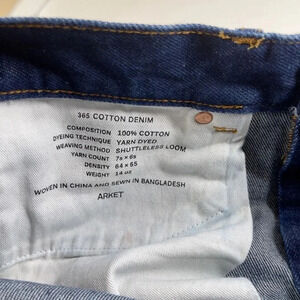 365 COTTON DENIM
COMPOSITION 100% COTTON
DYEING TECHNIQUE YARN DYED
WEAVING METHOD SHUTTLELESS LOOM
YARN COUNT 7s × 6s
DENSITY 64 × 55
WEIGHT 14 oz
WOVEN IN CHINA AND SEWN IN BANGLADESH
ARKET